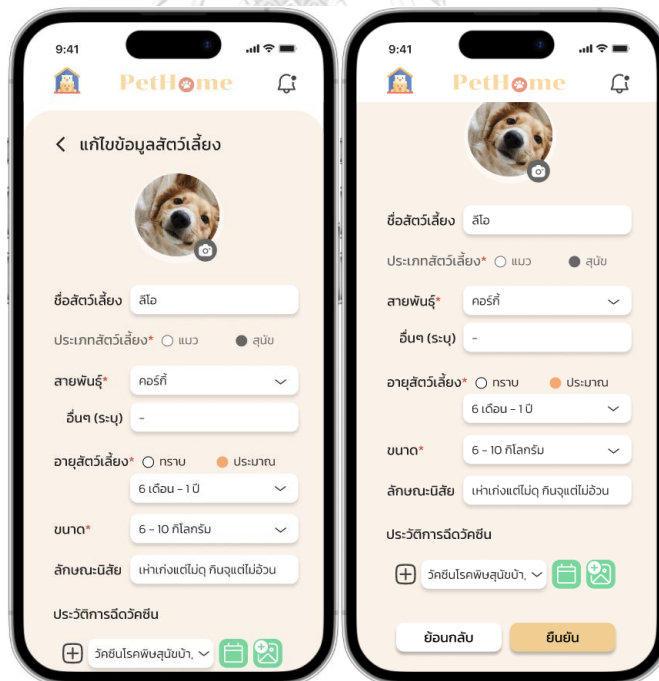 9:41
PetHome
แก้ไขข้อมูลสัตว์เลี้ยง
ชื่อสัตว์เลี้ยง ลีโอ
ประเภทสัตว์เลี้ยง* แมว สุนัข
สายพันธุ์* คอร์กี้
อื่นๆ (ระบุ) -
อายุสัตว์เลี้ยง* ทราบ ประมาณ
6 เดือน - 1 ปี
ขนาด* 6 - 10 กิโลกรัม
ลักษณะนิสัย เห่าเก่งแต่ไม่ดุ กินจุแต่ไม่อ้วน
ประวัติการฉีดวัคซีน
วัคซีนโรคพิษสุนัขบ้า,
9:41
PetHome
ชื่อสัตว์เลี้ยง ลีโอ
ประเภทสัตว์เลี้ยง* แมว สุนัข
สายพันธุ์* คอร์กี้
อื่นๆ (ระบุ) -
อายุสัตว์เลี้ยง* ทราบ ประมาณ
6 เดือน - 1 ปี
ขนาด* 6 - 10 กิโลกรัม
ลักษณะนิสัย เห่าเก่งแต่ไม่ดุ กินจุแต่ไม่อ้วน
ประวัติการฉีดวัคซีน
วัคซีนโรคพิษสุนัขบ้า,
ย้อนกลับ ยืนยัน